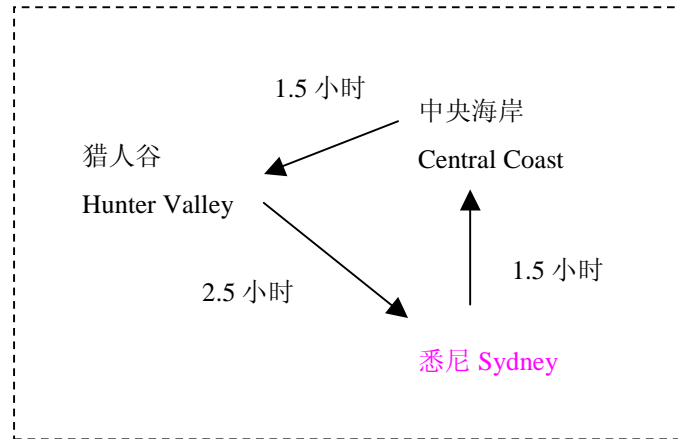 1.5 小时
中央海岸
Central Coast
猎人谷
Hunter Valley
2.5 小时
1.5 小时
悉尼 Sydney